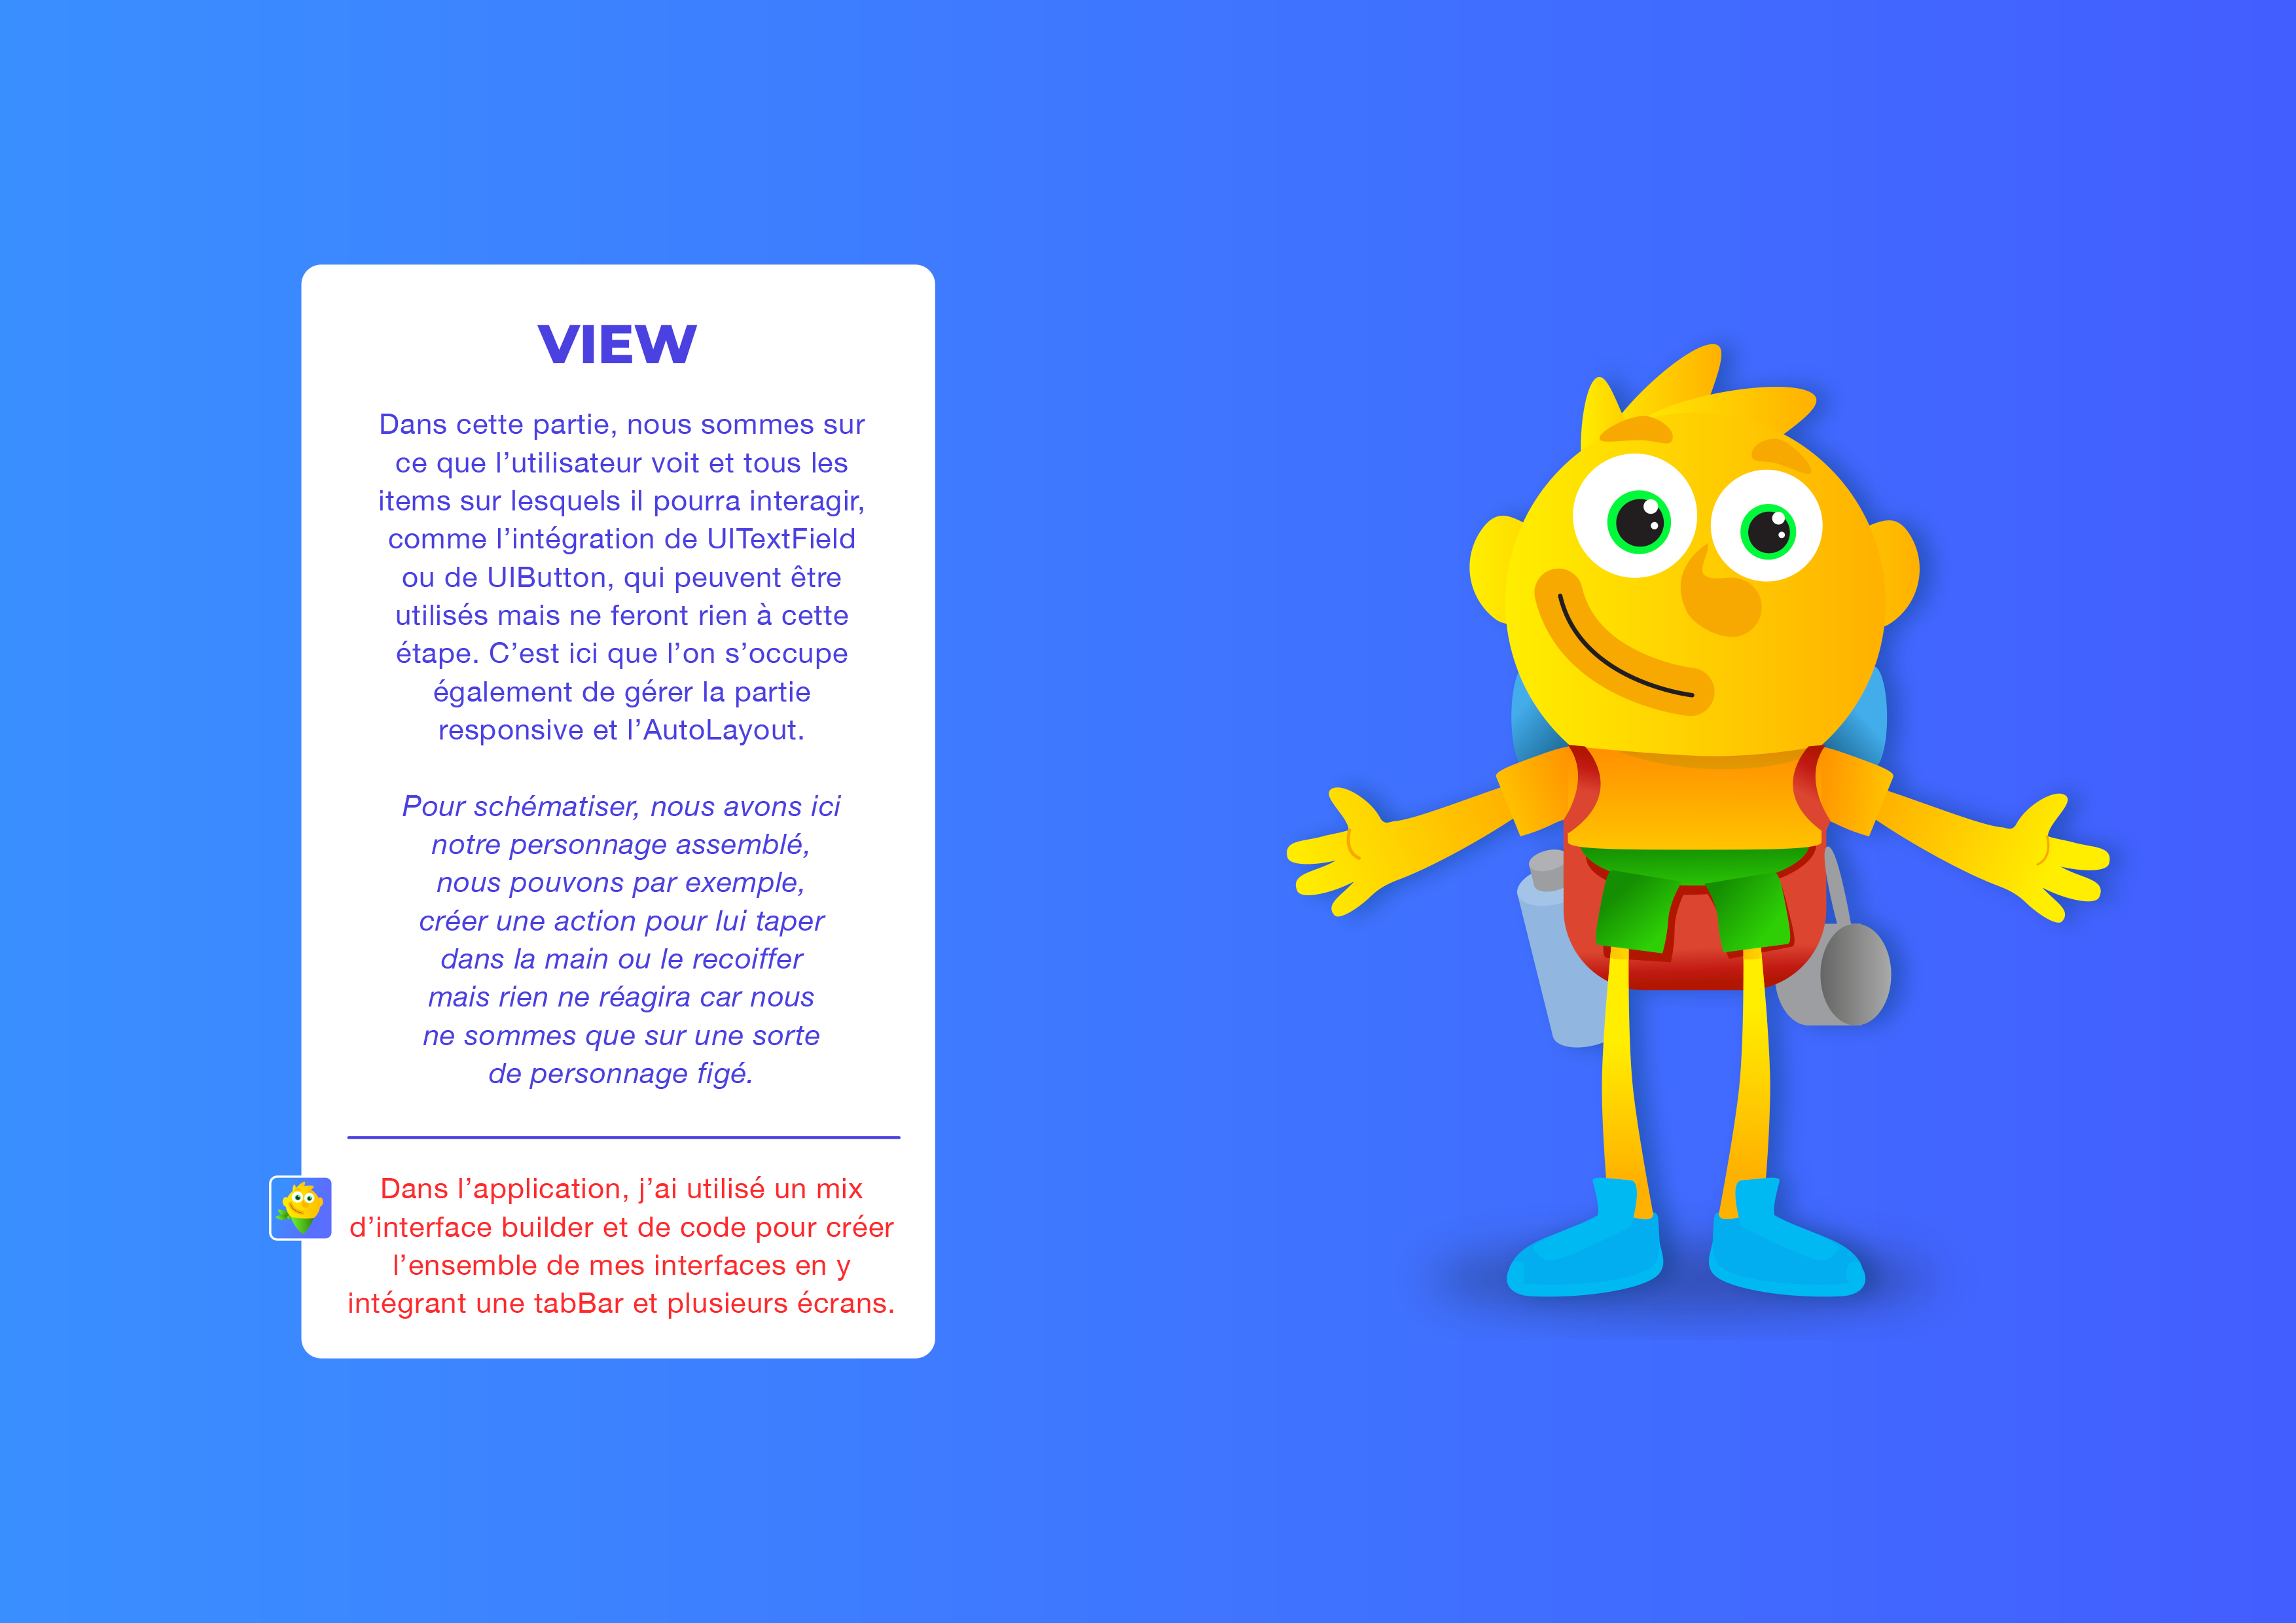 VIEW
Dans cette partie, nous sommes sur
ce que l’utilisateur voit et tous les
items sur lesquels il pourra interagir,
comme l’intégration de UITextField
ou de UIButton, qui peuvent être
utilisés mais ne feront rien à cette
étape. C’est ici que l’on s’occupe
également de gérer la partie
responsive et l’AutoLayout.
Pour schématiser, nous avons ici
notre personnage assemblé,
nous pouvons par exemple,
créer une action pour lui taper
dans la main ou le recoiffer
mais rien ne réagira car nous
ne sommes que sur une sorte
de personnage figé.
Dans l’application, j’ai utilisé un mix
d’interface builder et de code pour créer
l’ensemble de mes interfaces en y
intégrant une tabBar et plusieurs écrans.